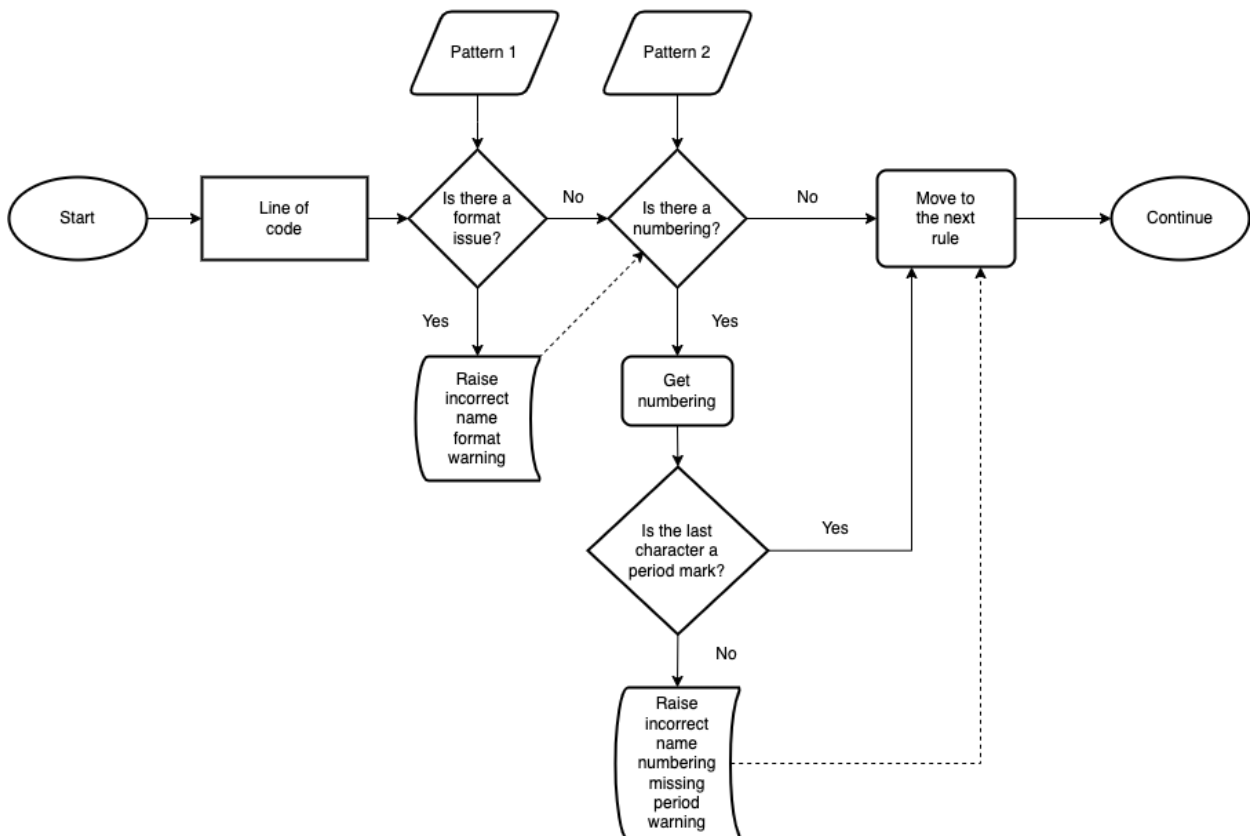 Pattern 1
Pattern 2
Start
Line of
code
Is there a
format
issue?
No
Is there a
numbering?
No
Move to
the next
rule
Continue
Yes
Yes
Raise
incorrect
name
format
warning
Get
numbering
Is the last
character a
period mark?
Yes
No
Raise
incorrect
name
numbering
missing
period
warning